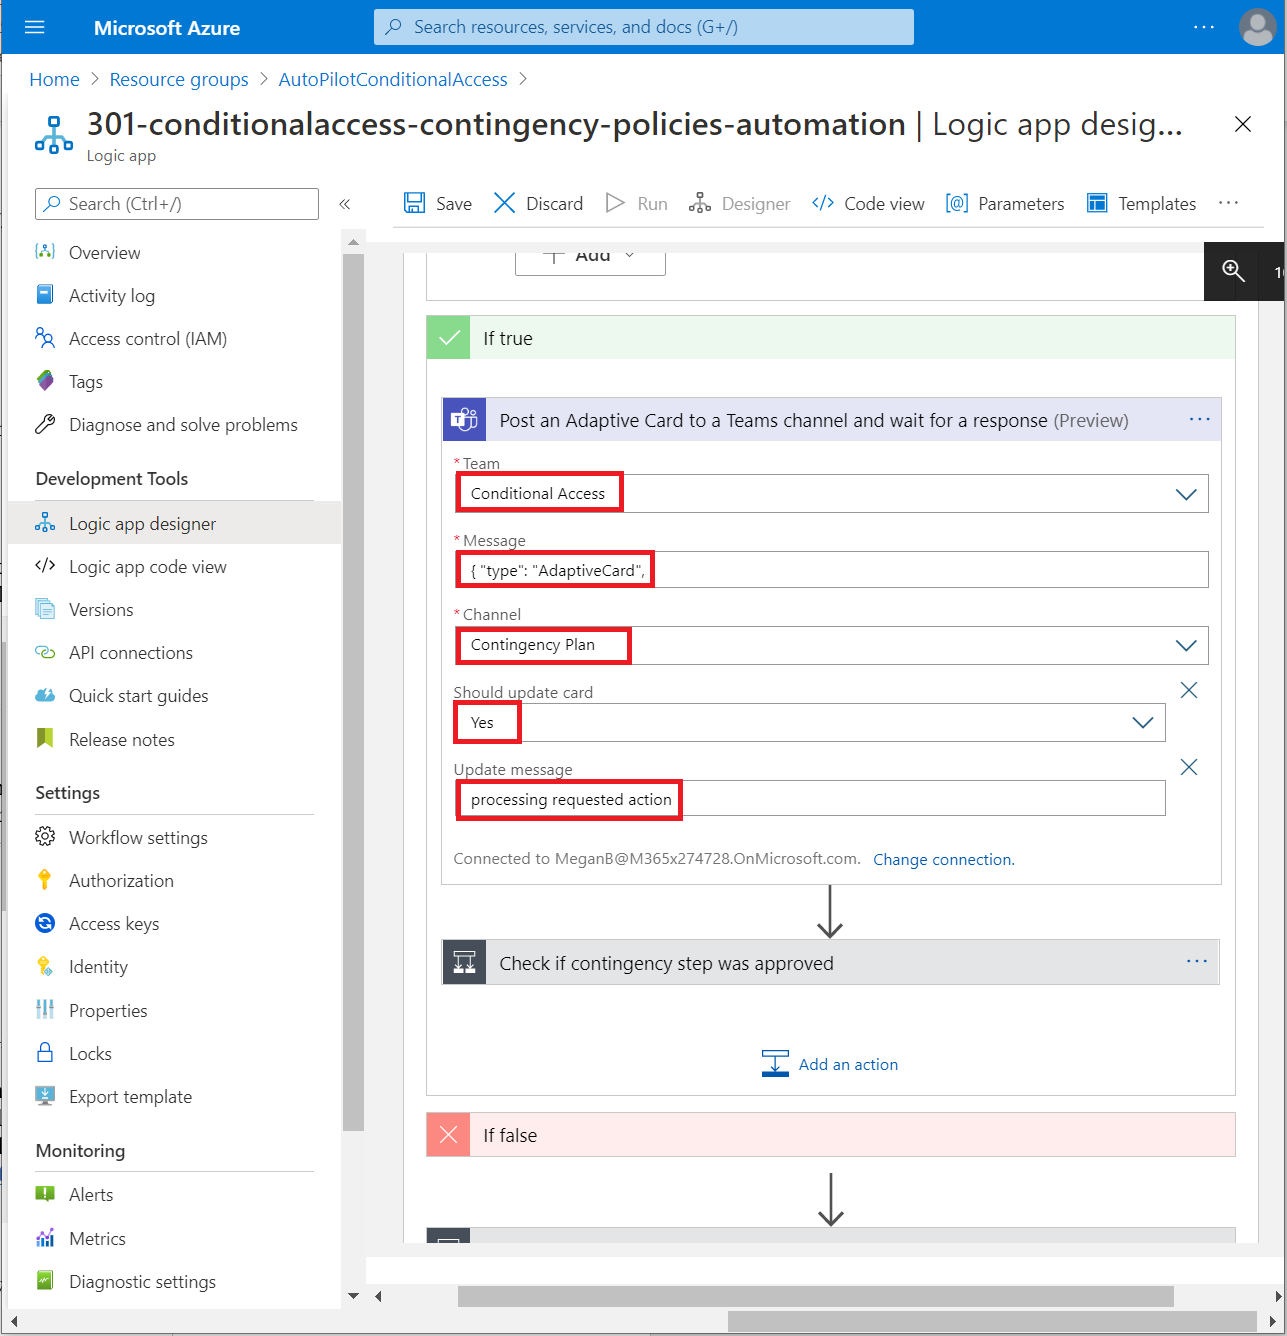 Microsoft Azure
Search resources, services, and docs (G+/)
...
Home > Resource groups > AutoPilotConditionalAccess >
301-conditionalaccess-contingency-policies-automation | Logic app desig...
Logic app
Search (Ctrl+/)
«
Save
Discard
Run
Designer
</> Code view
[@] Parameters
Templates
...
Overview
Activity log
Access control (IAM)
Tags
Diagnose and solve problems
Development Tools
Logic app designer
</> Logic app code view
Versions
API connections
Quick start guides
Release notes
Settings
Workflow settings
Authorization
Access keys
Identity
Properties
Locks
Export template
Monitoring
Alerts
Metrics
Diagnostic settings
+ Add
If true
Post an Adaptive Card to a Teams channel and wait for a response (Preview)
...
* Team
Conditional Access
* Message
{ "type": "AdaptiveCard",
* Channel
Contingency Plan
Should update card
Yes
Update message
processing requested action
Connected to MeganB@M365x274728.OnMicrosoft.com. Change connection.
Check if contingency step was approved
...
Add an action
If false